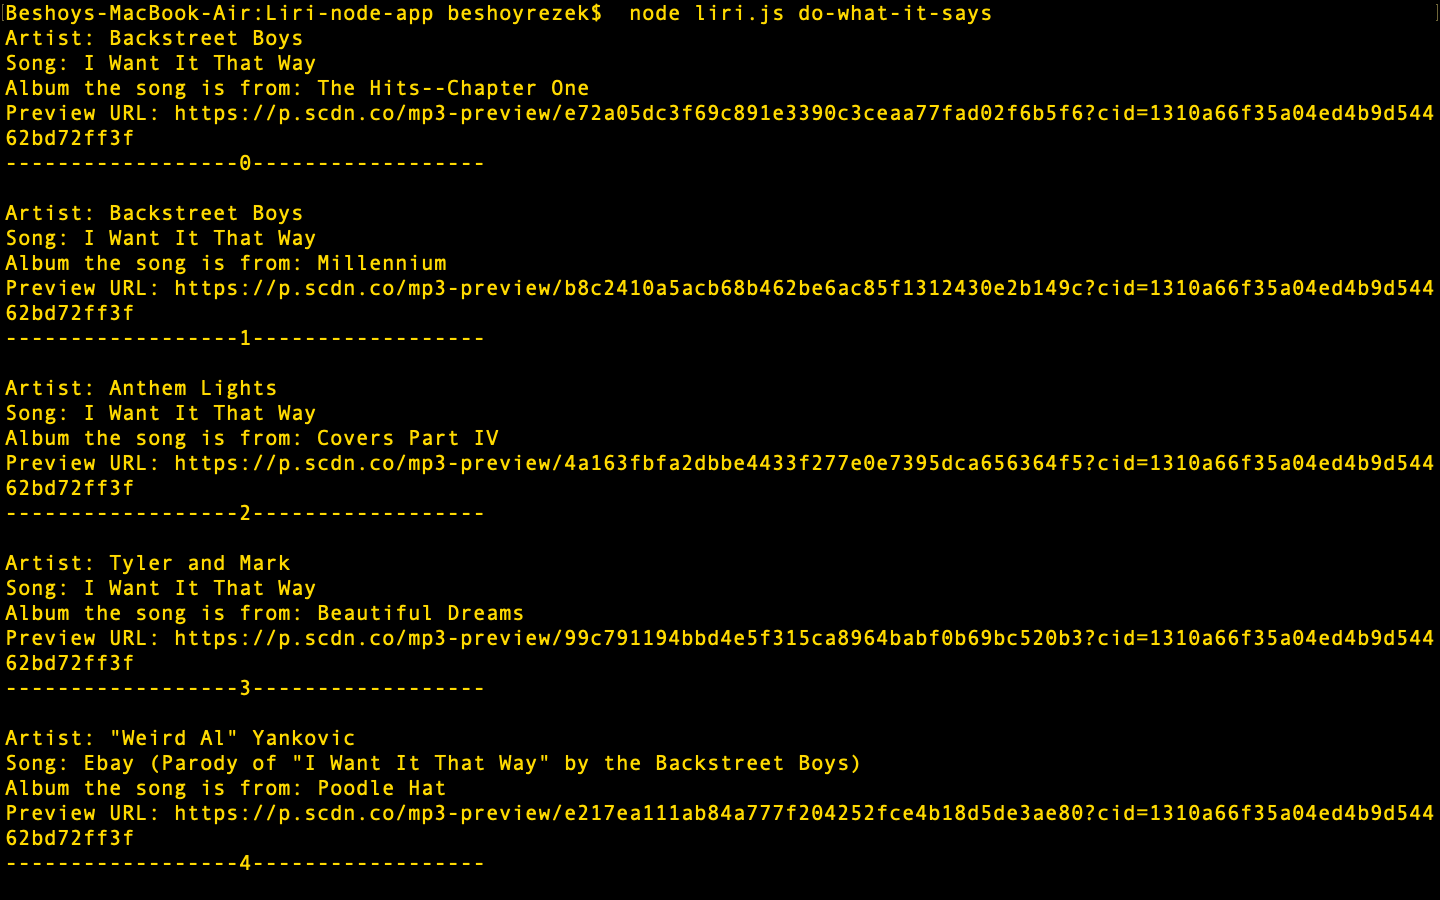 Beshoys-MacBook-Air:Liri-node-app beshoyrezek$  node liri.js do-what-it-says
Artist: Backstreet Boys
Song: I Want It That Way
Album the song is from: The Hits--Chapter One
Preview URL: https://p.scdn.co/mp3-preview/e72a05dc3f69c891e3390c3ceaa77fad02f6b5f6?cid=1310a66f35a04ed4b9d544
62bd72ff3f
------------------0------------------

Artist: Backstreet Boys
Song: I Want It That Way
Album the song is from: Millennium
Preview URL: https://p.scdn.co/mp3-preview/b8c2410a5acb68b462be6ac85f1312430e2b149c?cid=1310a66f35a04ed4b9d544
62bd72ff3f
------------------1------------------

Artist: Anthem Lights
Song: I Want It That Way
Album the song is from: Covers Part IV
Preview URL: https://p.scdn.co/mp3-preview/4a163fbfa2dbbe4433f277e0e7395dca656364f5?cid=1310a66f35a04ed4b9d544
62bd72ff3f
------------------2------------------

Artist: Tyler and Mark
Song: I Want It That Way
Album the song is from: Beautiful Dreams
Preview URL: https://p.scdn.co/mp3-preview/99c791194bbd4e5f315ca8964babf0b69bc520b3?cid=1310a66f35a04ed4b9d544
62bd72ff3f
------------------3------------------

Artist: "Weird Al" Yankovic
Song: Ebay (Parody of "I Want It That Way" by the Backstreet Boys)
Album the song is from: Poodle Hat
Preview URL: https://p.scdn.co/mp3-preview/e217ea111ab84a777f204252fce4b18d5de3ae80?cid=1310a66f35a04ed4b9d544
62bd72ff3f
------------------4------------------